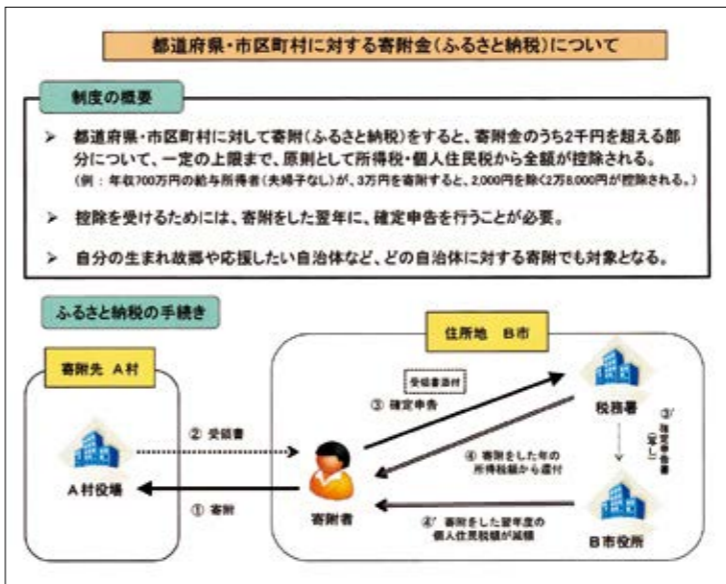 都道府県・市区町村に対する寄附金(ふるさと納税)について
制度の概要
➢ 都道府県・市区町村に対して寄附(ふるさと納税)をすると、寄附金のうち2千円を超える部
分について、一定の上限まで、原則として所得税・個人住民税から全額が控除される。
(例:年収700万円の給与所得者(夫婦子なし)が、3万円を寄附すると、2,000円を除く2万8,000円が控除される。)
➢ 控除を受けるためには、寄附をした翌年に、確定申告を行うことが必要。
➢ 自分の生まれ故郷や応援したい自治体など、どの自治体に対する寄附でも対象となる。
ふるさと納税の手続き
寄附先 A村
A村役場
② 受領書
① 寄附
住所地 B市
寄附者
受領書添付
③ 確定申告
税務署
④ 寄附をした年の
所得税額から還付
③’ 確定申告書
(写し)
④’ 寄附をした翌年度の
個人住民税額が減額
B市役所